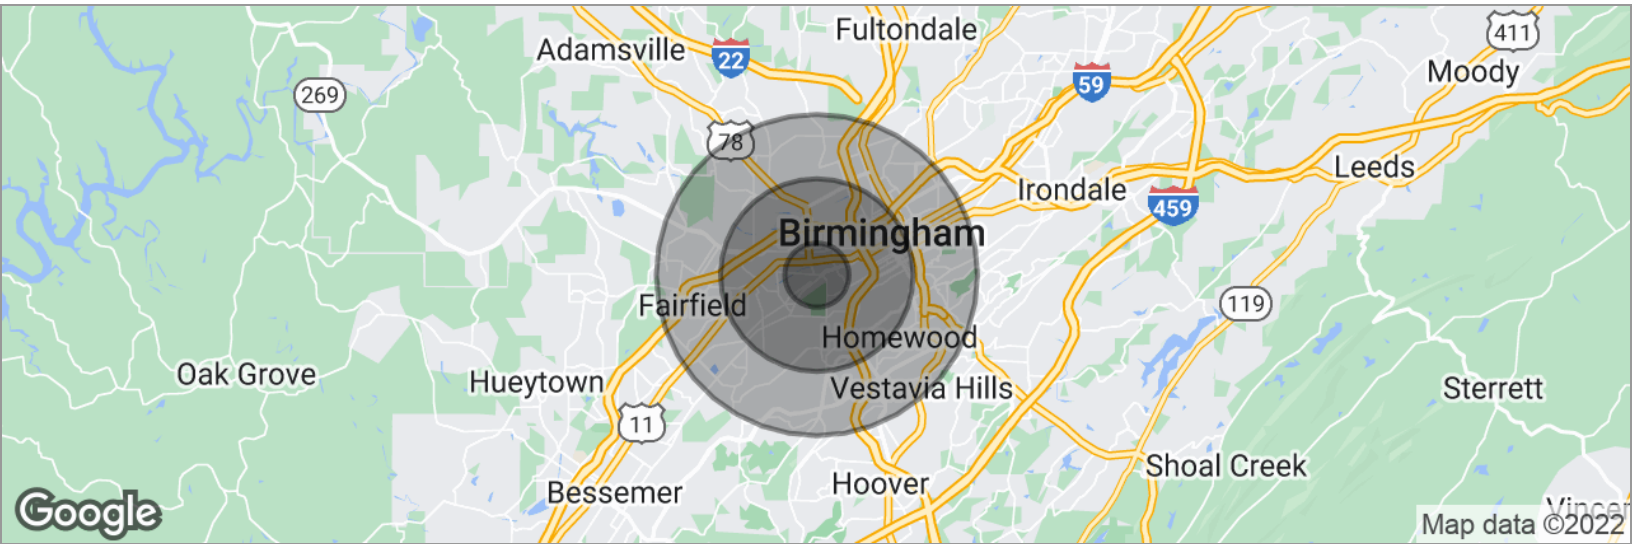 Fultondale
411
Adamsville
22
Moody
59
269
78
Leeds
Irondale
459
Birmingham
119
Fairfield
Homewood
Oak Grove
Hueytown
Vestavia Hills
Sterrett
11
Shoal Creek
Hoover
Bessemer
Google
Map data ©2022